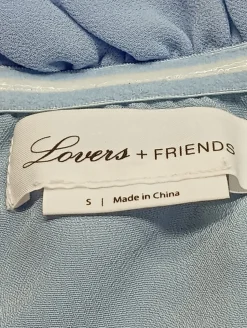 Lovers + FRIENDS
S | Made in China